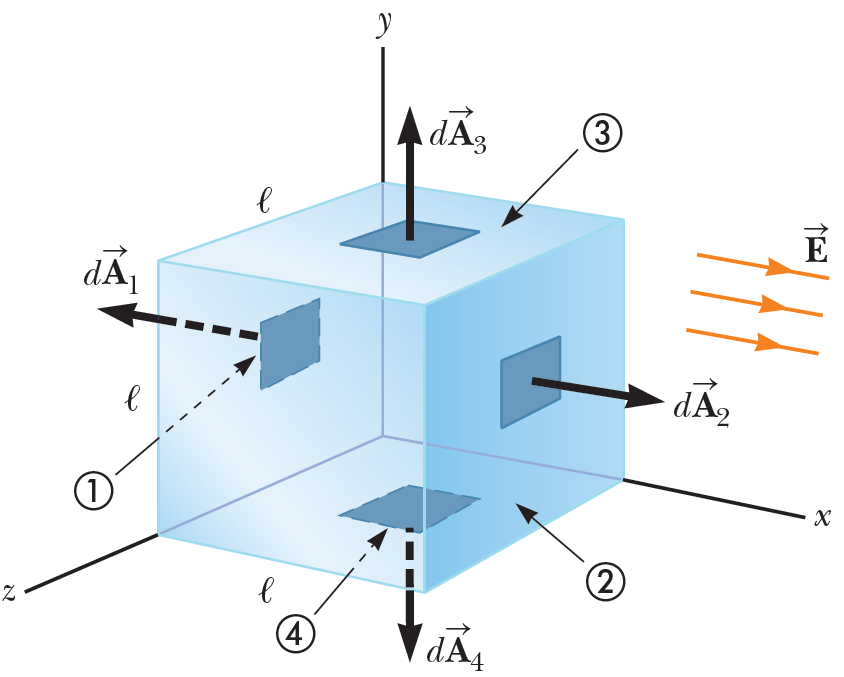 y
dA⃗₃
③
ℓ
E⃗
dA⃗₁
ℓ
dA⃗₂
①
x
②
z
ℓ
④
dA⃗₄